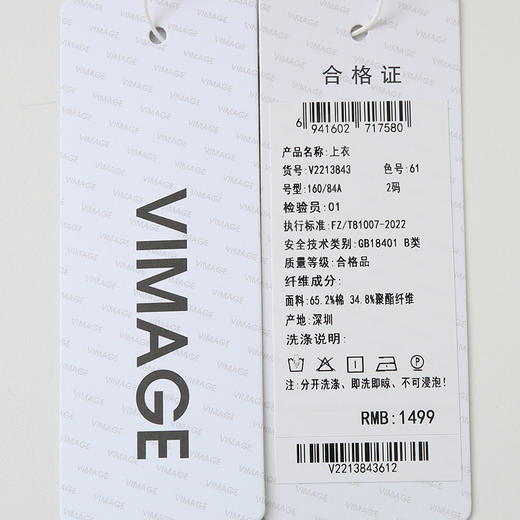 VIMAGE
合格证
6 941602 717580
产品名称:上衣
货号:V2213843 色号:61
号型:160/84A 2码
检验员:01
执行标准:FZ/T81007-2022
安全技术类别:GB18401 B类
质量等级:合格品
纤维成分:
面料:65.2%棉 34.8%聚酯纤维
产地:深圳
洗涤说明:
注:分开洗涤、即洗即晾、不可浸泡!
RMB:1499
V2213843612